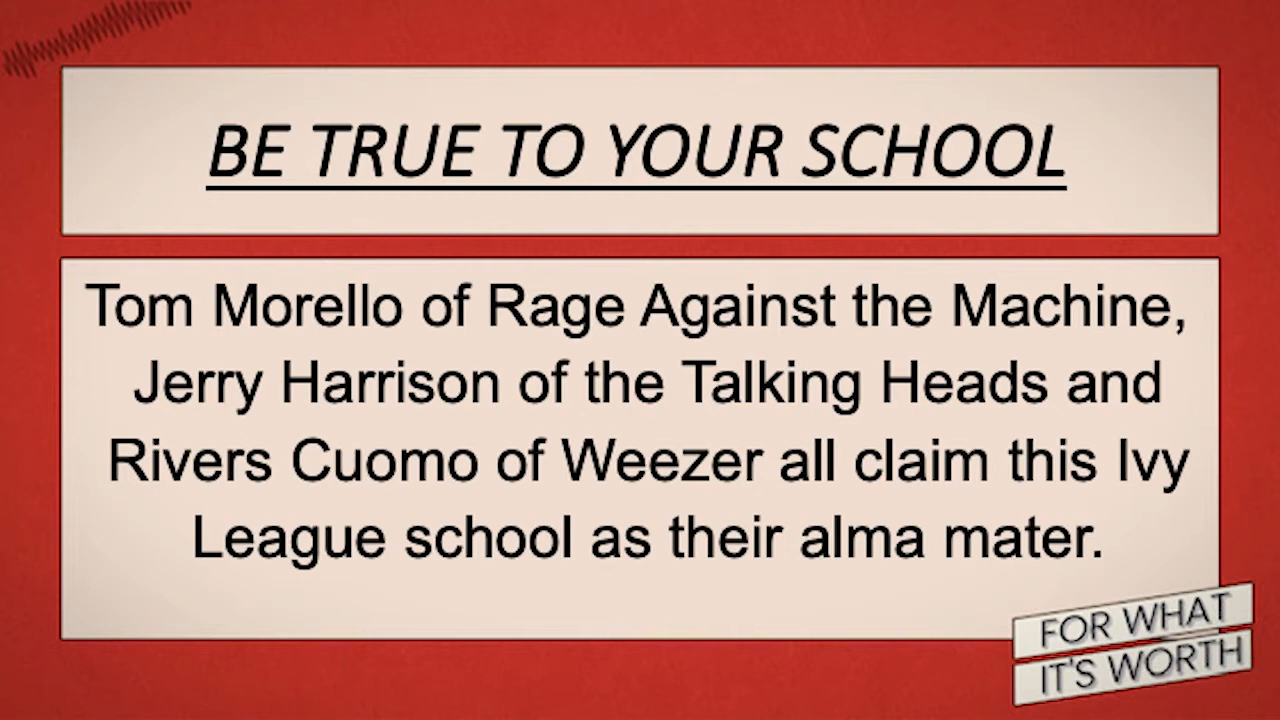 BE TRUE TO YOUR SCHOOL
Tom Morello of Rage Against the Machine,
Jerry Harrison of the Talking Heads and
Rivers Cuomo of Weezer all claim this Ivy
League school as their alma mater.
FOR WHAT
IT'S WORTH